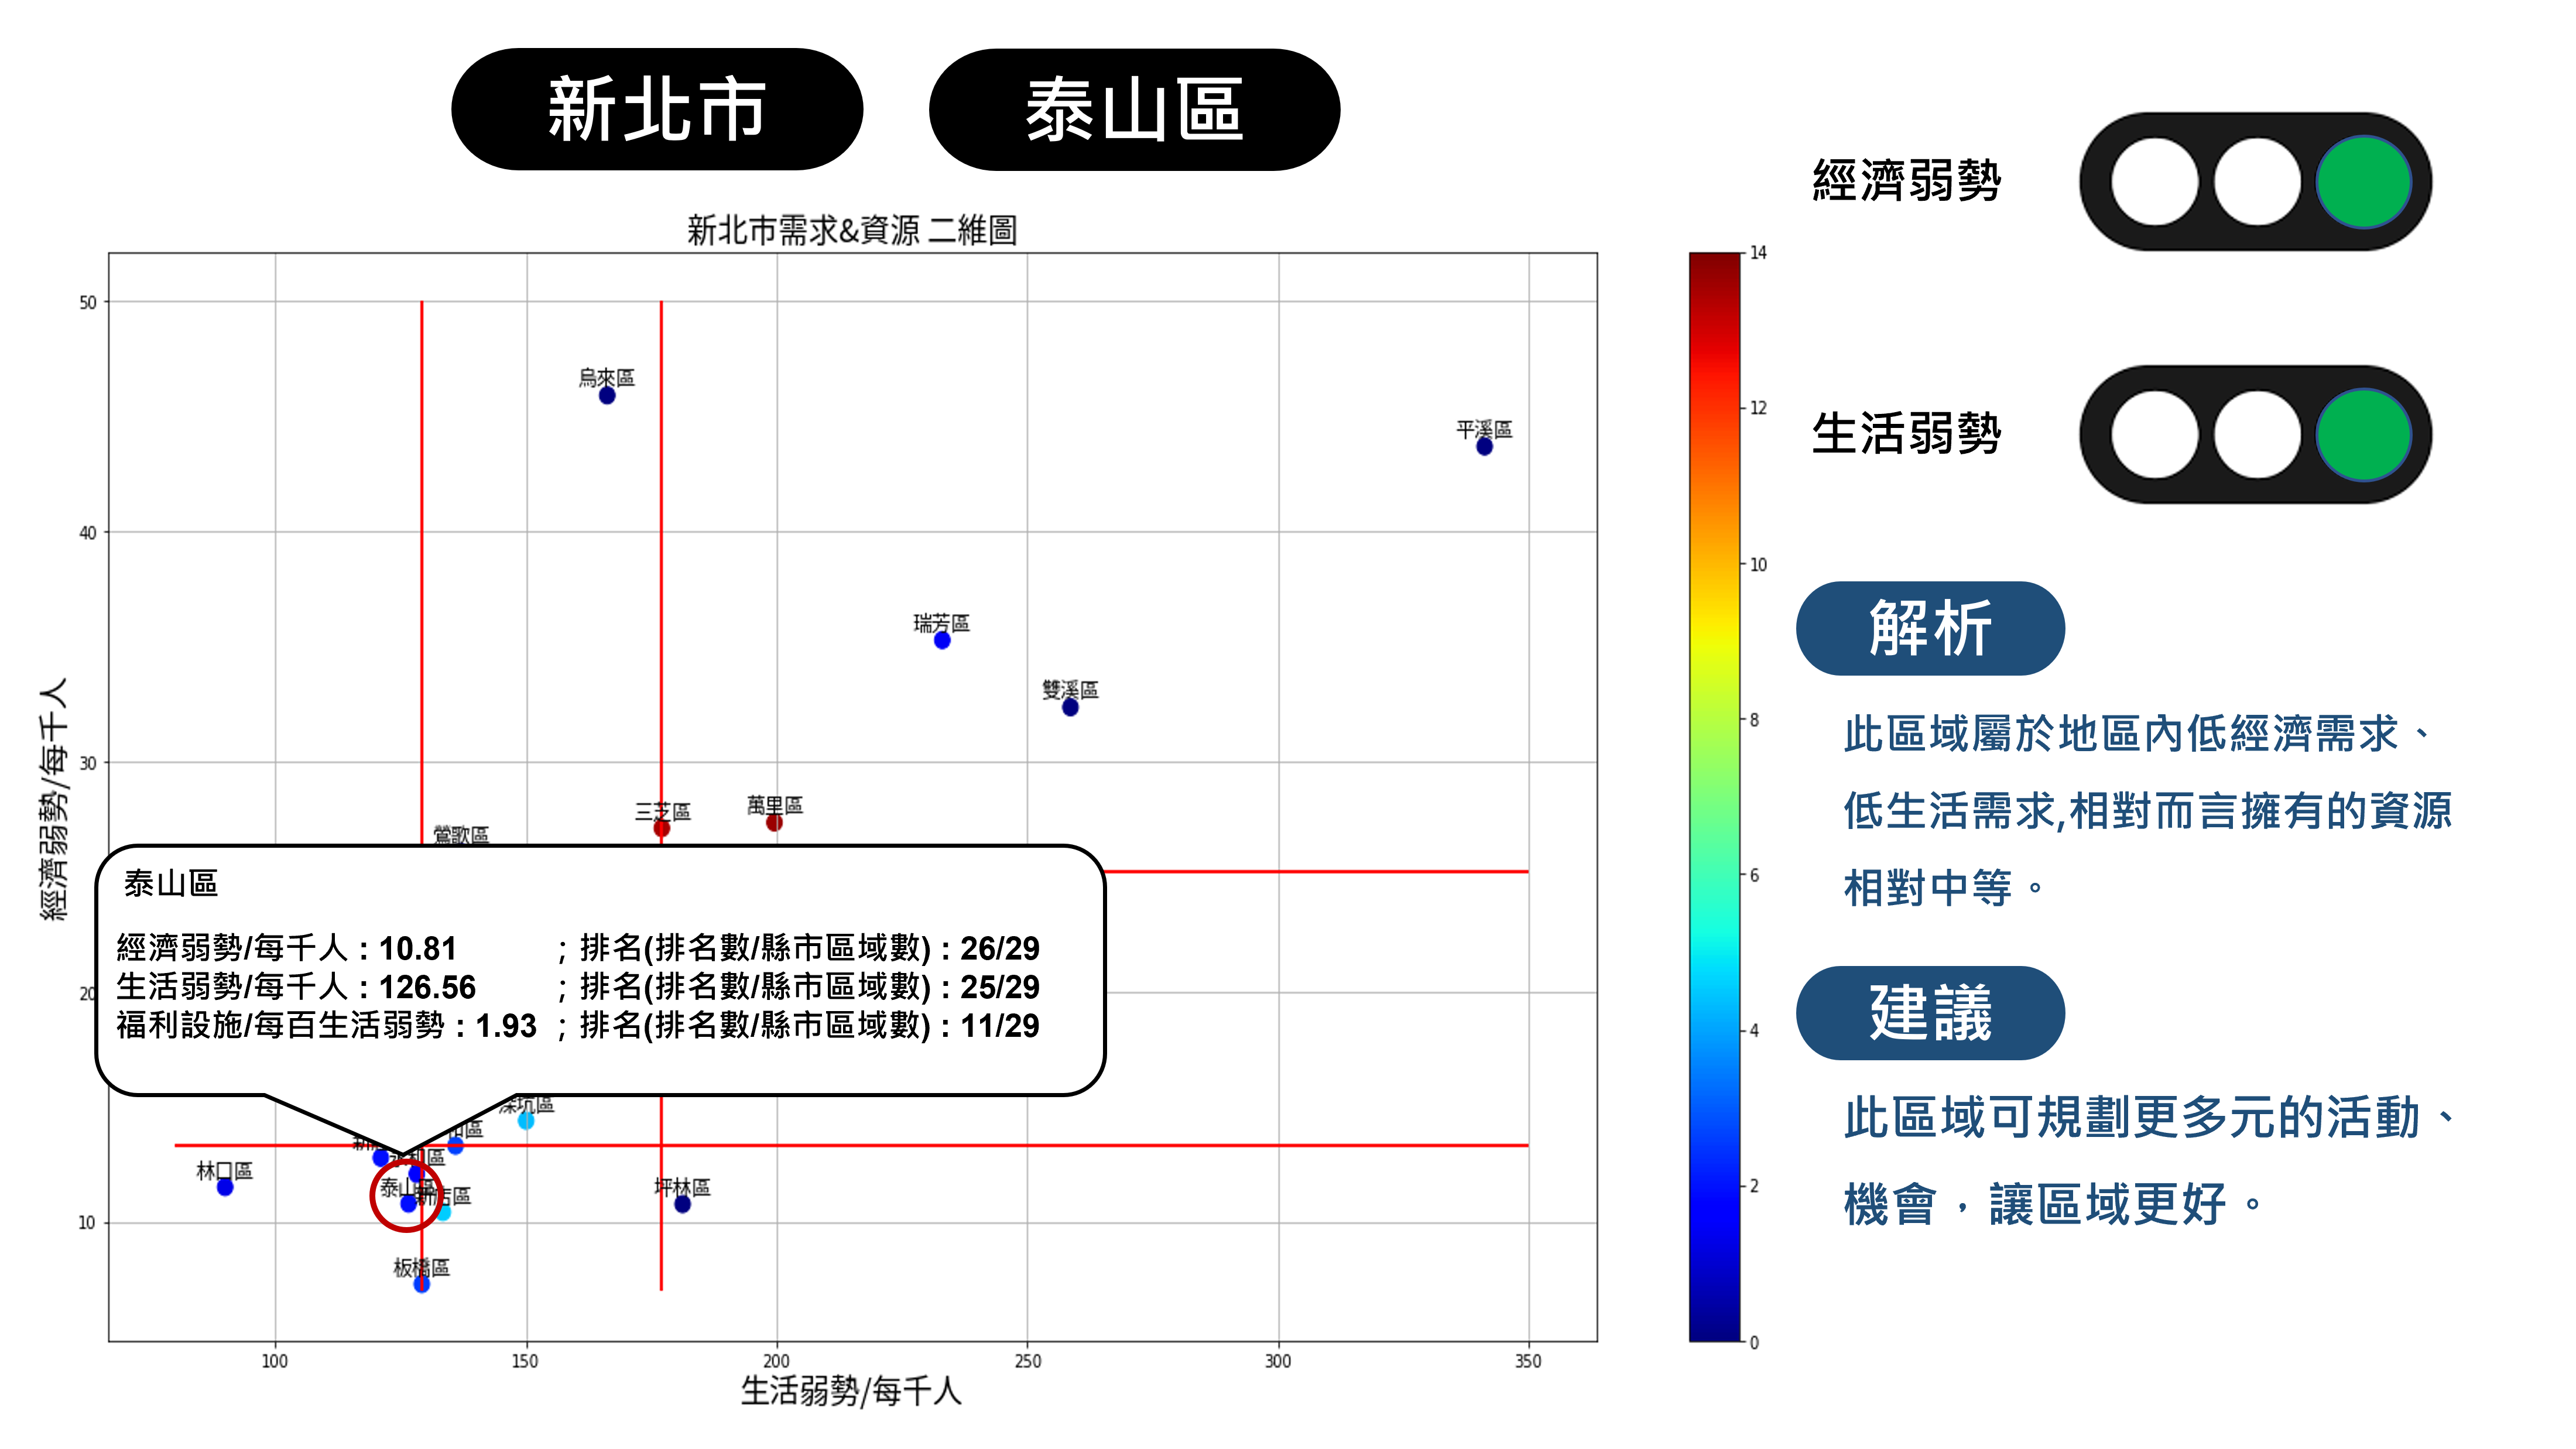 新北市 泰山區
新北市需求&資源 二維圖
經濟弱勢
生活弱勢
50
40
30
20
10
經濟弱勢/每千人
烏來區
平溪區
瑞芳區
雙溪區
萬里區
三芝區
鶯歌區
泰山區
經濟弱勢/每千人 : 10.81 ; 排名(排名數/縣市區域數) : 26/29
生活弱勢/每千人 : 126.56 ; 排名(排名數/縣市區域數) : 25/29
福利設施/每百生活弱勢 : 1.93 ; 排名(排名數/縣市區域數) : 11/29
深坑區
林口區
泰山區
新店區
坪林區
板橋區
100 150 200 250 300 350
生活弱勢/每千人
14
12
10
8
6
4
2
0
解析
此區域屬於地區內低經濟需求、
低生活需求,相對而言擁有的資源
相對中等。
建議
此區域可規劃更多元的活動、
機會，讓區域更好。